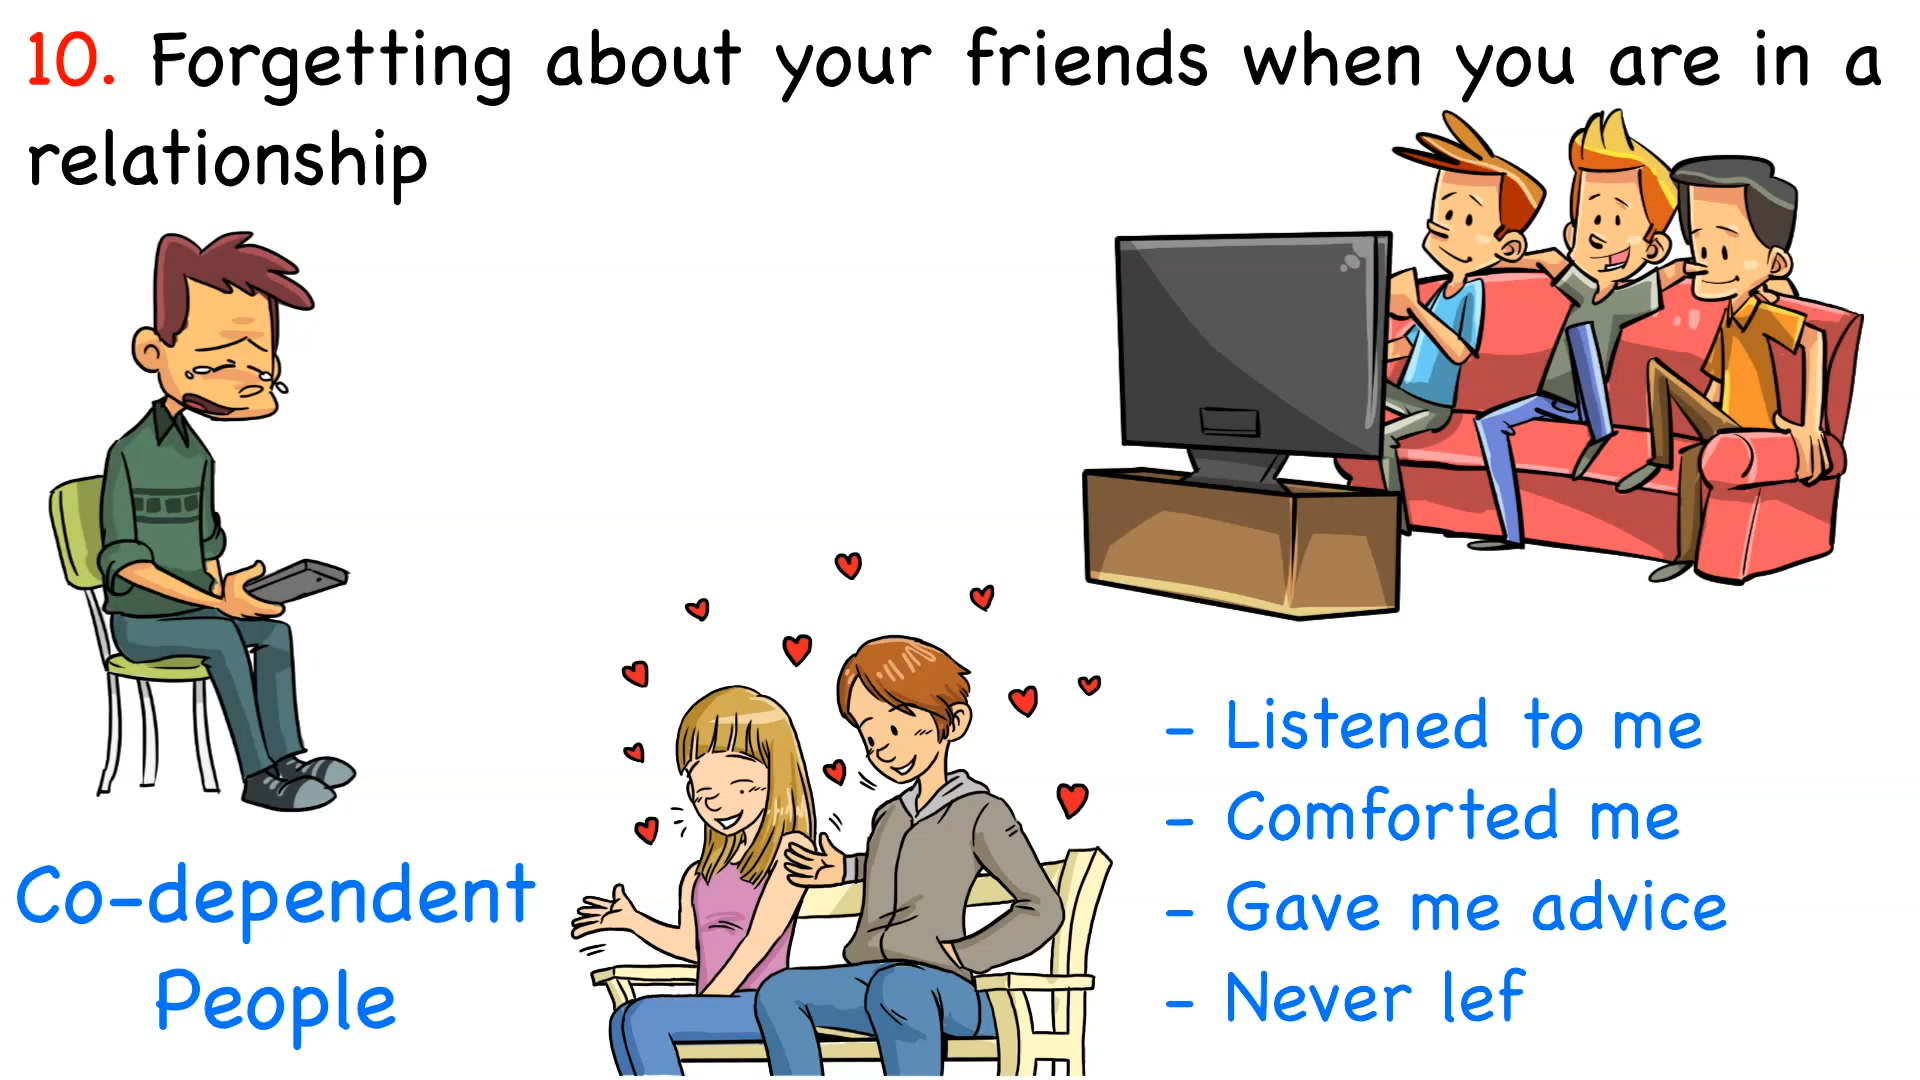 10. Forgetting about your friends when you are in a
relationship
Co-dependent
People
- Listened to me
- Comforted me
- Gave me advice
- Never lef